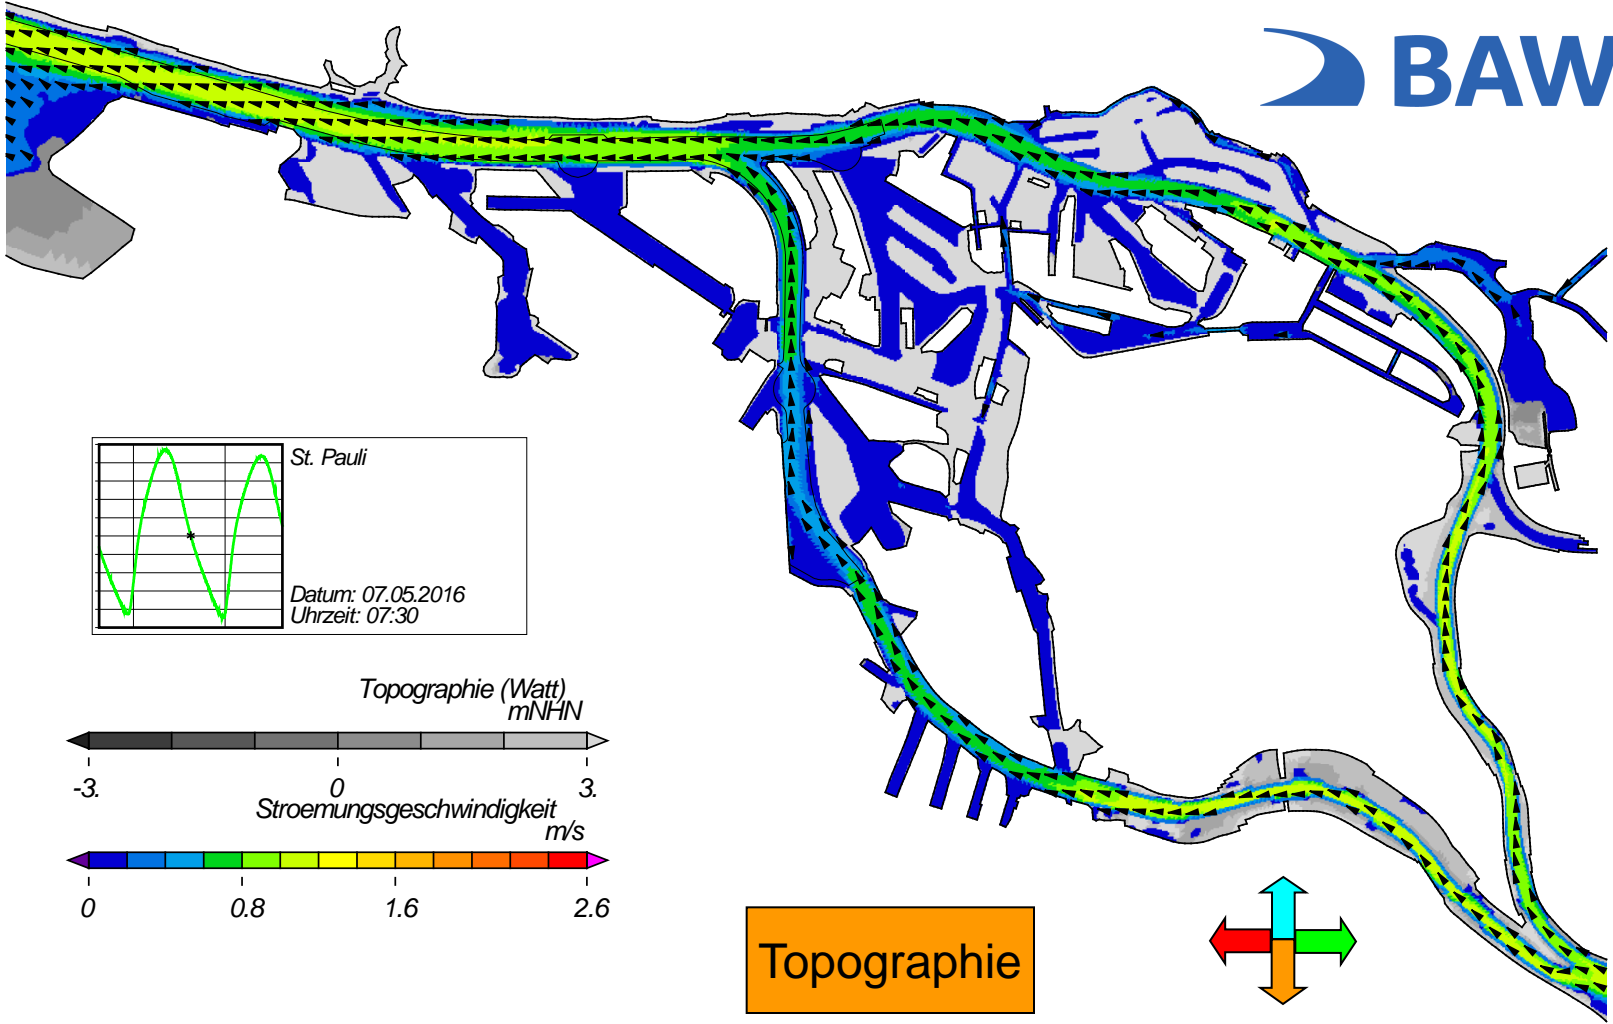 BAW
St. Pauli
Datum: 07.05.2016
Uhrzeit: 07:30
Topographie (Watt)
mNHN
-3. 0 3.
Stroemungsgeschwindigkeit
m/s
0 0.8 1.6 2.6
Topographie